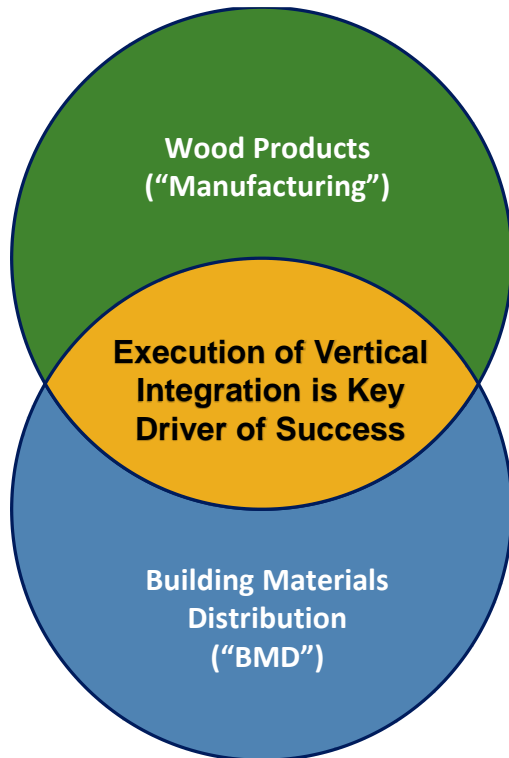 Wood Products
(“Manufacturing”)
Execution of Vertical
Integration is Key
Driver of Success
Building Materials
Distribution
(“BMD”)